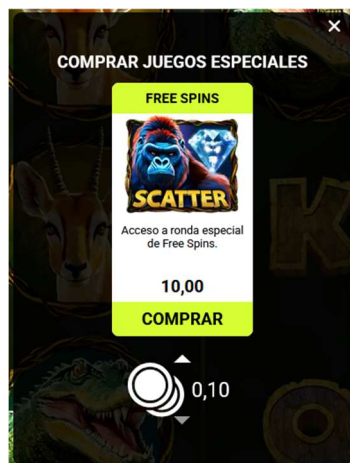 COMPRAR JUEGOS ESPECIALES
FREE SPINS
SCATTER
Acceso a ronda especial
de Free Spins.
10,00
COMPRAR
0,10
K